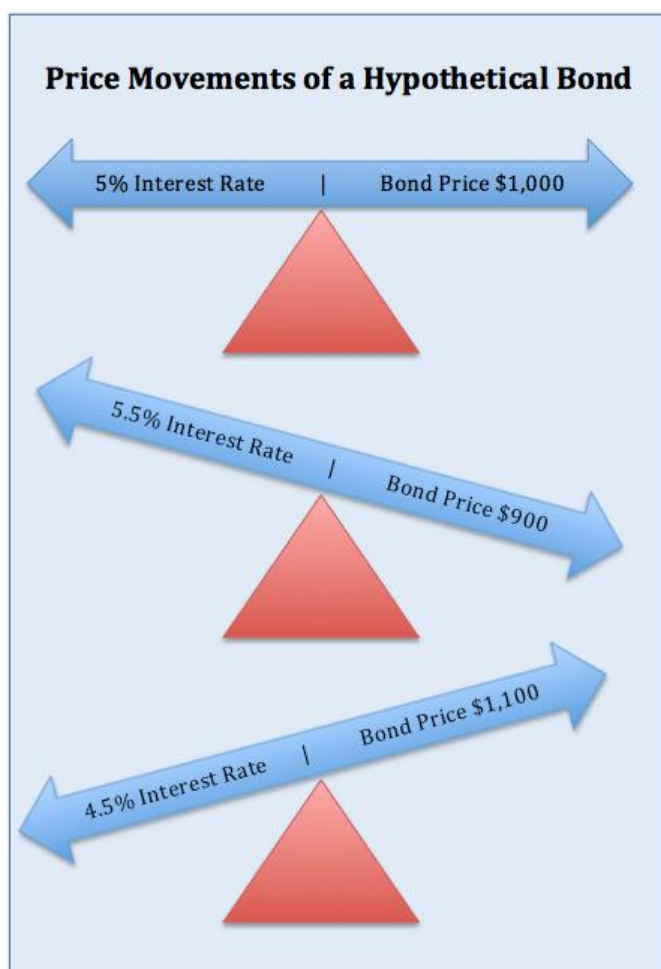 Price Movements of a Hypothetical Bond
5% Interest Rate | Bond Price $1,000
5.5% Interest Rate | Bond Price $900
4.5% Interest Rate | Bond Price $1,100